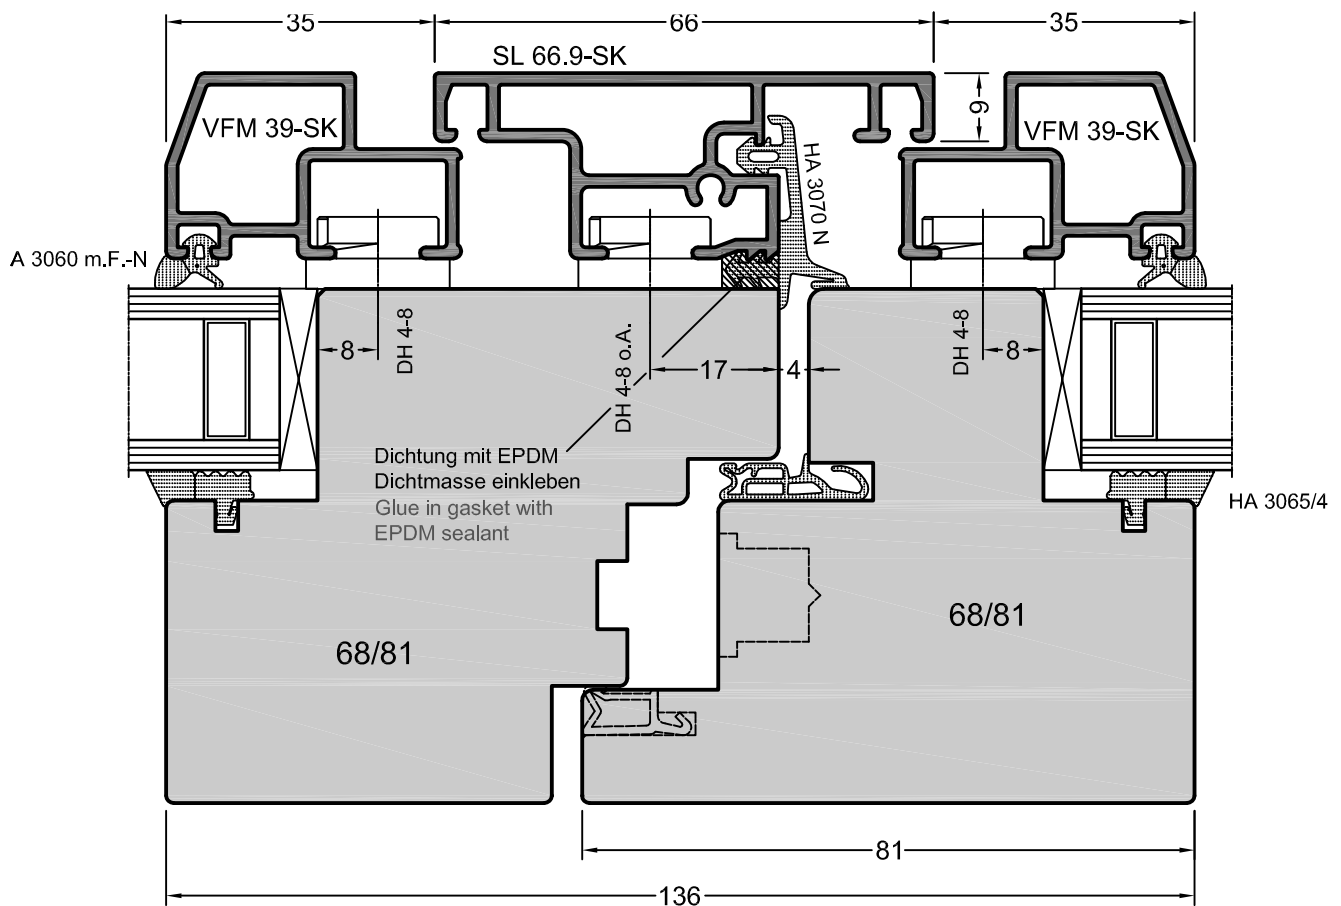 35
66
35
SL 66.9-SK
9
VFM 39-SK
VFM 39-SK
HA 3070 N
A 3060 m.F.-N
8
DH 4-8
DH 4-8 o.A.
17
4
DH 4-8
8
Dichtung mit EPDM
Dichtmasse einkleben
Glue in gasket with
EPDM sealant
HA 3065/4
68/81
68/81
81
136